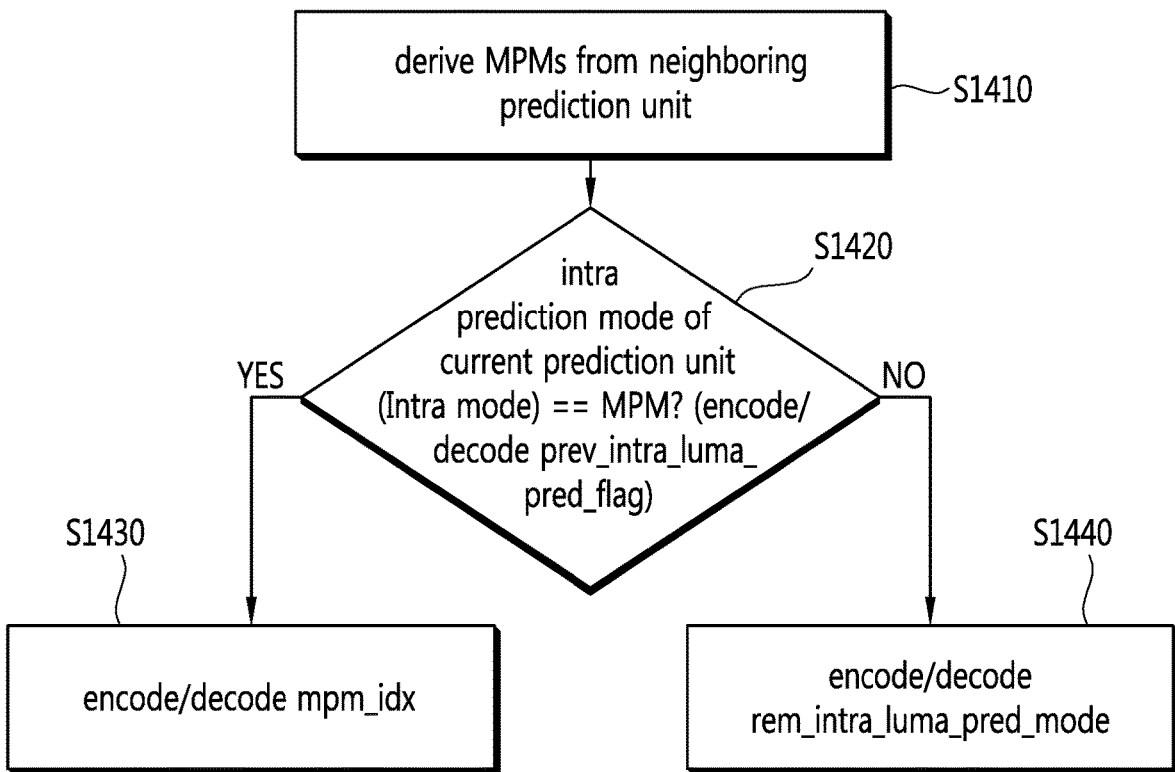 derive MPMs from neighboring
prediction unit
S1410
S1420
intra
prediction mode of
current prediction unit
(Intra mode) == MPM? (encode/
decode prev_intra_luma_
pred_flag)
YES
NO
S1430
S1440
encode/decode mpm_idx
encode/decode
rem_intra_luma_pred_mode